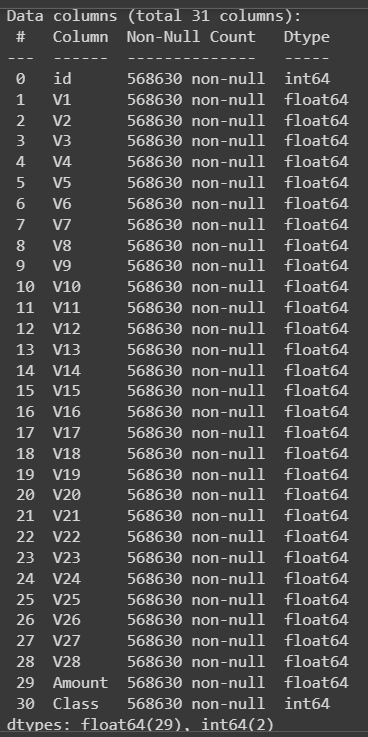 Data columns (total 31 columns):
 #   Column  Non-Null Count   Dtype
---  ------  --------------   -----
 0   id      568630 non-null  int64
 1   V1      568630 non-null  float64
 2   V2      568630 non-null  float64
 3   V3      568630 non-null  float64
 4   V4      568630 non-null  float64
 5   V5      568630 non-null  float64
 6   V6      568630 non-null  float64
 7   V7      568630 non-null  float64
 8   V8      568630 non-null  float64
 9   V9      568630 non-null  float64
 10  V10     568630 non-null  float64
 11  V11     568630 non-null  float64
 12  V12     568630 non-null  float64
 13  V13     568630 non-null  float64
 14  V14     568630 non-null  float64
 15  V15     568630 non-null  float64
 16  V16     568630 non-null  float64
 17  V17     568630 non-null  float64
 18  V18     568630 non-null  float64
 19  V19     568630 non-null  float64
 20  V20     568630 non-null  float64
 21  V21     568630 non-null  float64
 22  V22     568630 non-null  float64
 23  V23     568630 non-null  float64
 24  V24     568630 non-null  float64
 25  V25     568630 non-null  float64
 26  V26     568630 non-null  float64
 27  V27     568630 non-null  float64
 28  V28     568630 non-null  float64
 29  Amount  568630 non-null  float64
 30  Class   568630 non-null  int64
dtypes: float64(29), int64(2)